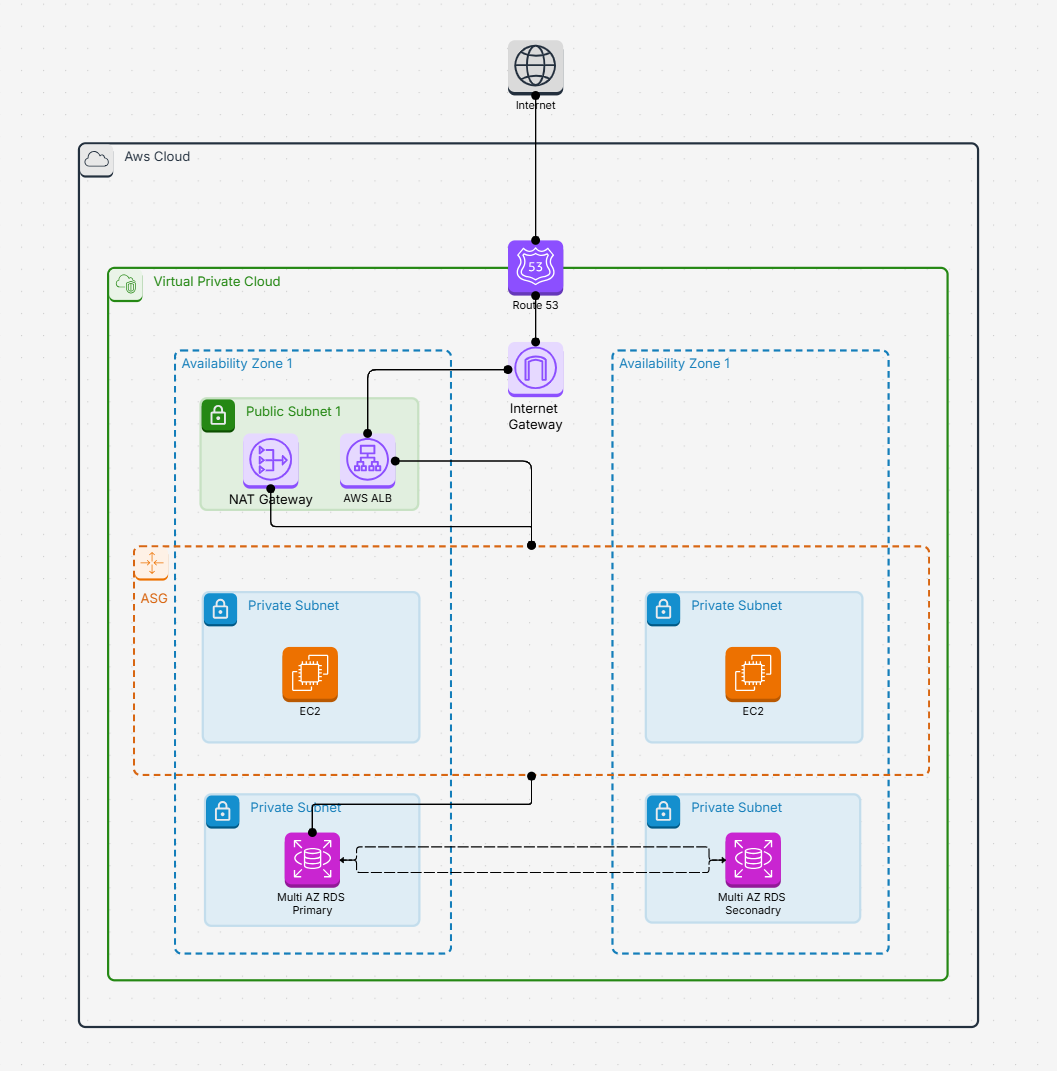 Internet
Aws Cloud
53
Route 53
Virtual Private Cloud
Internet
Gateway
Availability Zone 1
Availability Zone 1
Public Subnet 1
NAT Gateway
AWS ALB
ASG
Private Subnet
EC2
Private Subnet
EC2
Private Subnet
Multi AZ RDS
Primary
Private Subnet
Multi AZ RDS
Seconadry